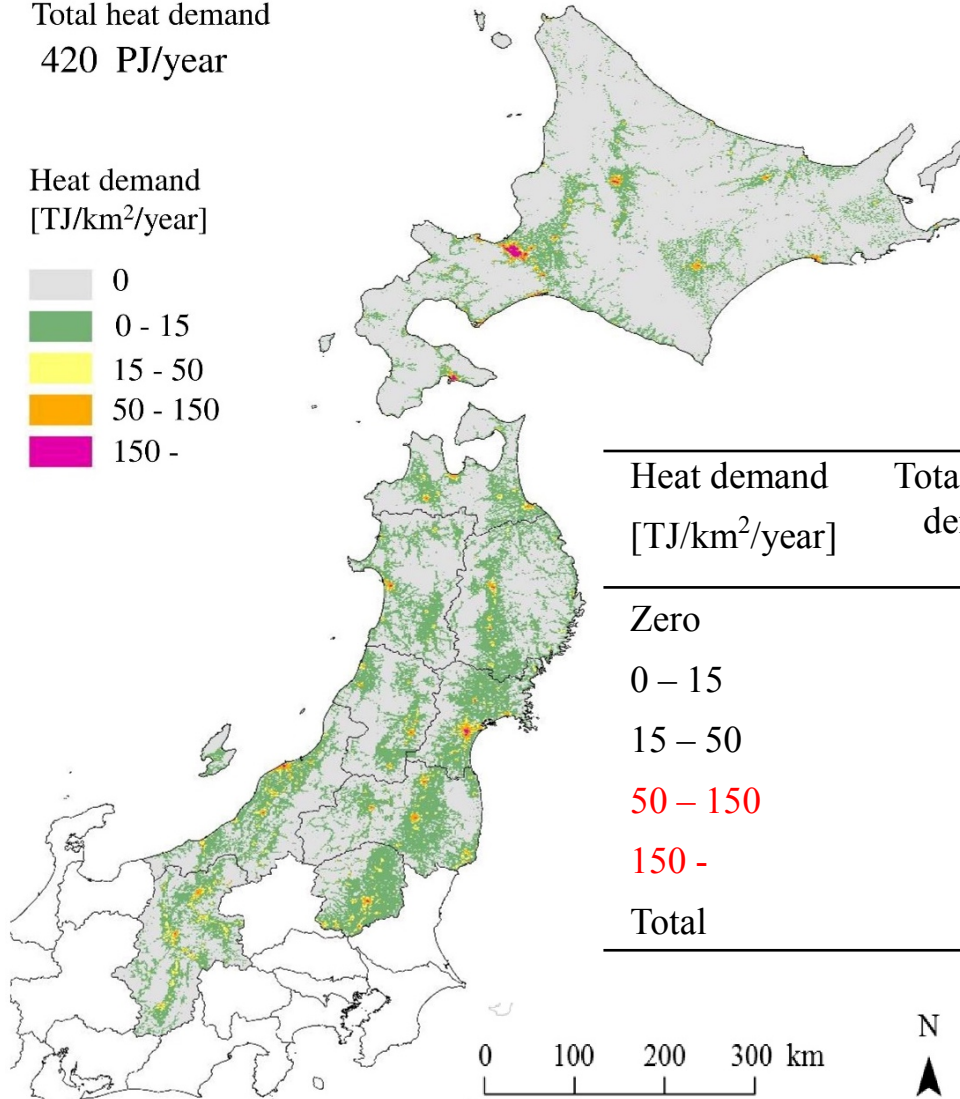 Total heat demand
420 PJ/year
Heat demand
[TJ/km²/year]
0
0 - 15
15 - 50
50 - 150
150 -
Heat demand
[TJ/km²/year]
Zero
0 – 15
15 – 50
50 – 150
150 -
Total
0 100 200 300 km
N